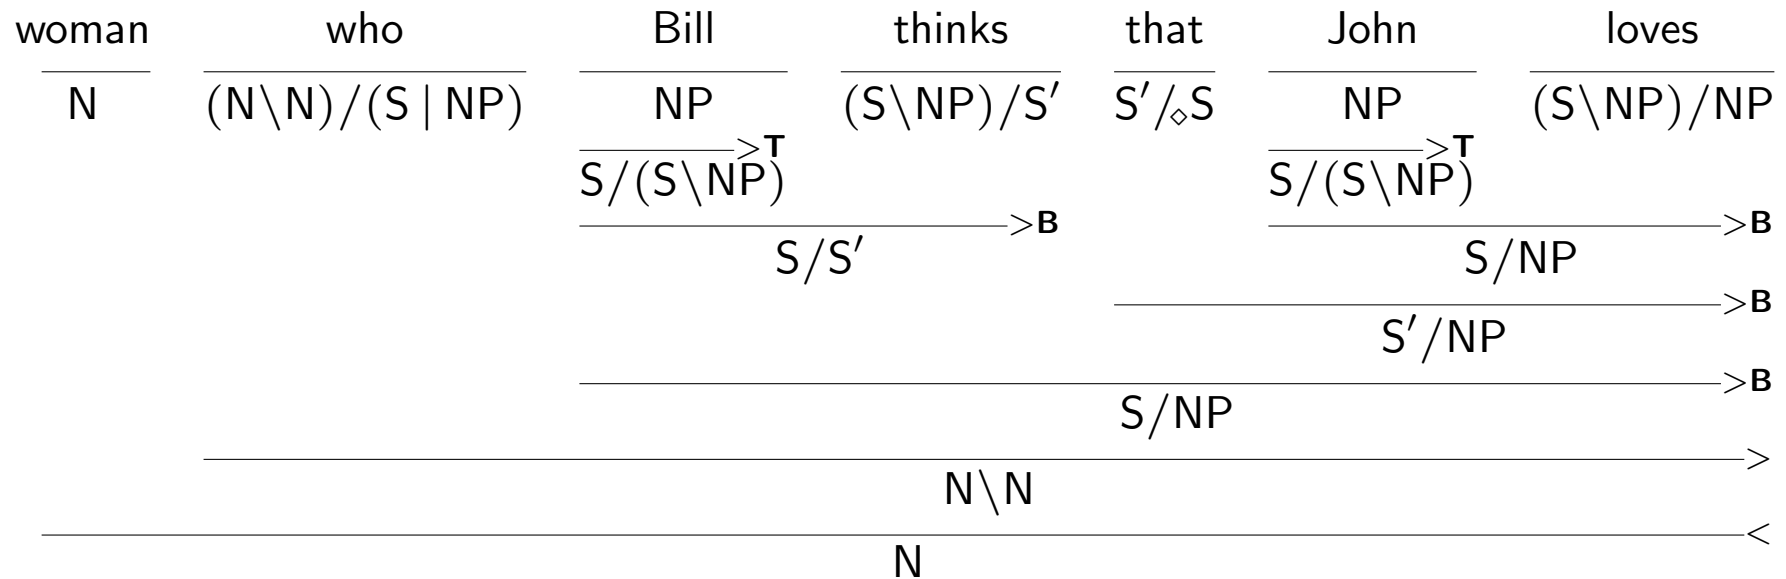 woman who Bill thinks that John loves
N (N\N)/(S | NP) NP (S\NP)/S′ S′/⋄S NP (S\NP)/NP
>T >T
S/(S\NP) S/(S\NP)
>B >B
S/S′ S/NP
>B
S′/NP
>B
S/NP
>
N\N
<
N